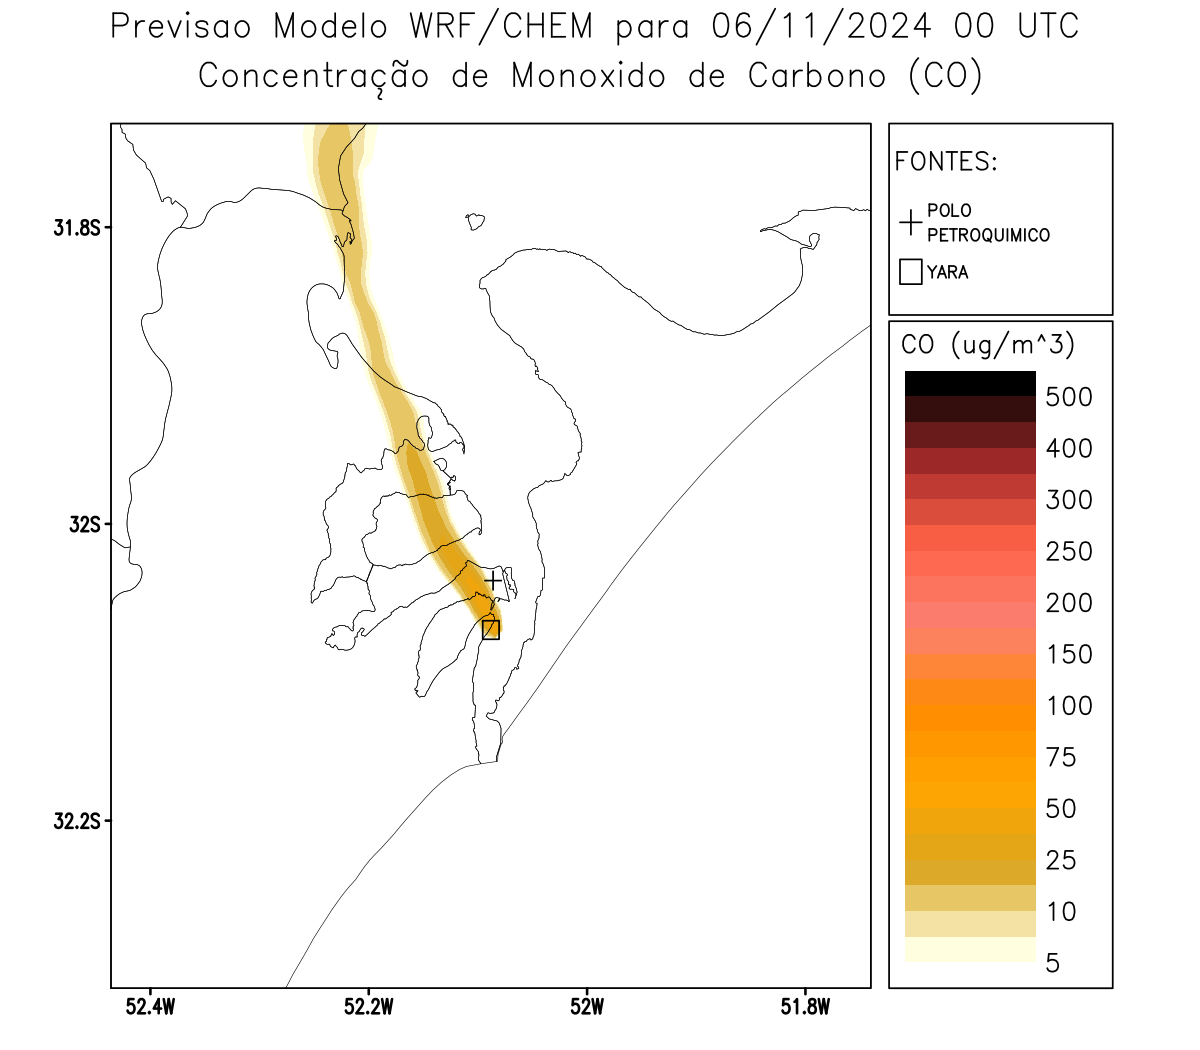 Previsao Modelo WRF/CHEM para 06/11/2024 00 UTC
Concentração de Monoxido de Carbono (CO)
FONTES:
POLO
PETROQUIMICO
YARA
CO (ug/m^3)
500
400
300
250
200
150
100
75
50
25
10
5
31.8S
32S
32.2S
52.4W
52.2W
52W
51.8W